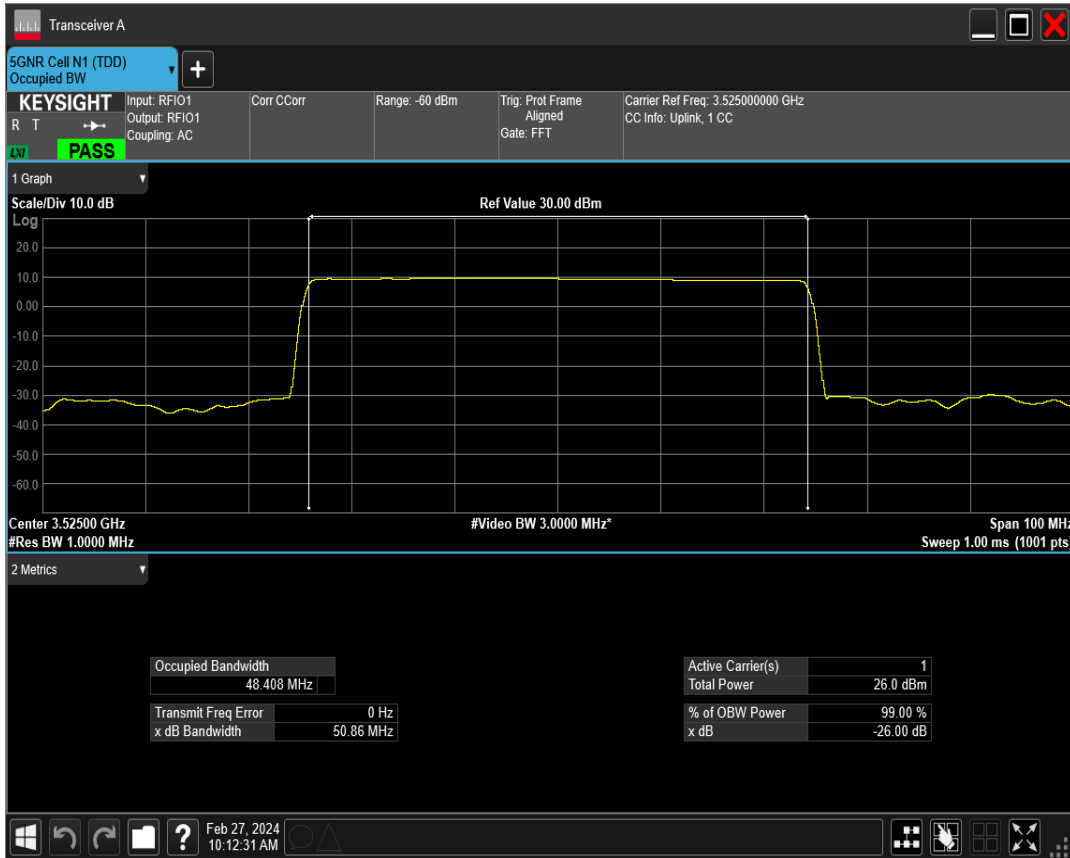 Transceiver A
5GNR Cell N1 (TDD)
Occupied BW
+
KEYSIGHT
R T
LXI
PASS
Input: RFIO1
Output: RFIO1
Coupling: AC
Corr CCorr
Range: -60 dBm
Trig: Prot Frame
Aligned
Gate: FFT
Carrier Ref Freq: 3.525000000 GHz
CC Info: Uplink, 1 CC
1 Graph
Scale/Div 10.0 dB
Ref Value 30.00 dBm
Log
20.0
10.0
0.00
-10.0
-20.0
-30.0
-40.0
-50.0
-60.0
Center 3.52500 GHz
#Video BW 3.0000 MHz*
Span 100 MHz
#Res BW 1.0000 MHz
Sweep 1.00 ms (1001 pts)
2 Metrics
Occupied Bandwidth
48.408 MHz
Transmit Freq Error 0 Hz
x dB Bandwidth 50.86 MHz
Active Carrier(s) 1
Total Power 26.0 dBm
% of OBW Power 99.00 %
x dB -26.00 dB
?
Feb 27, 2024
10:12:31 AM